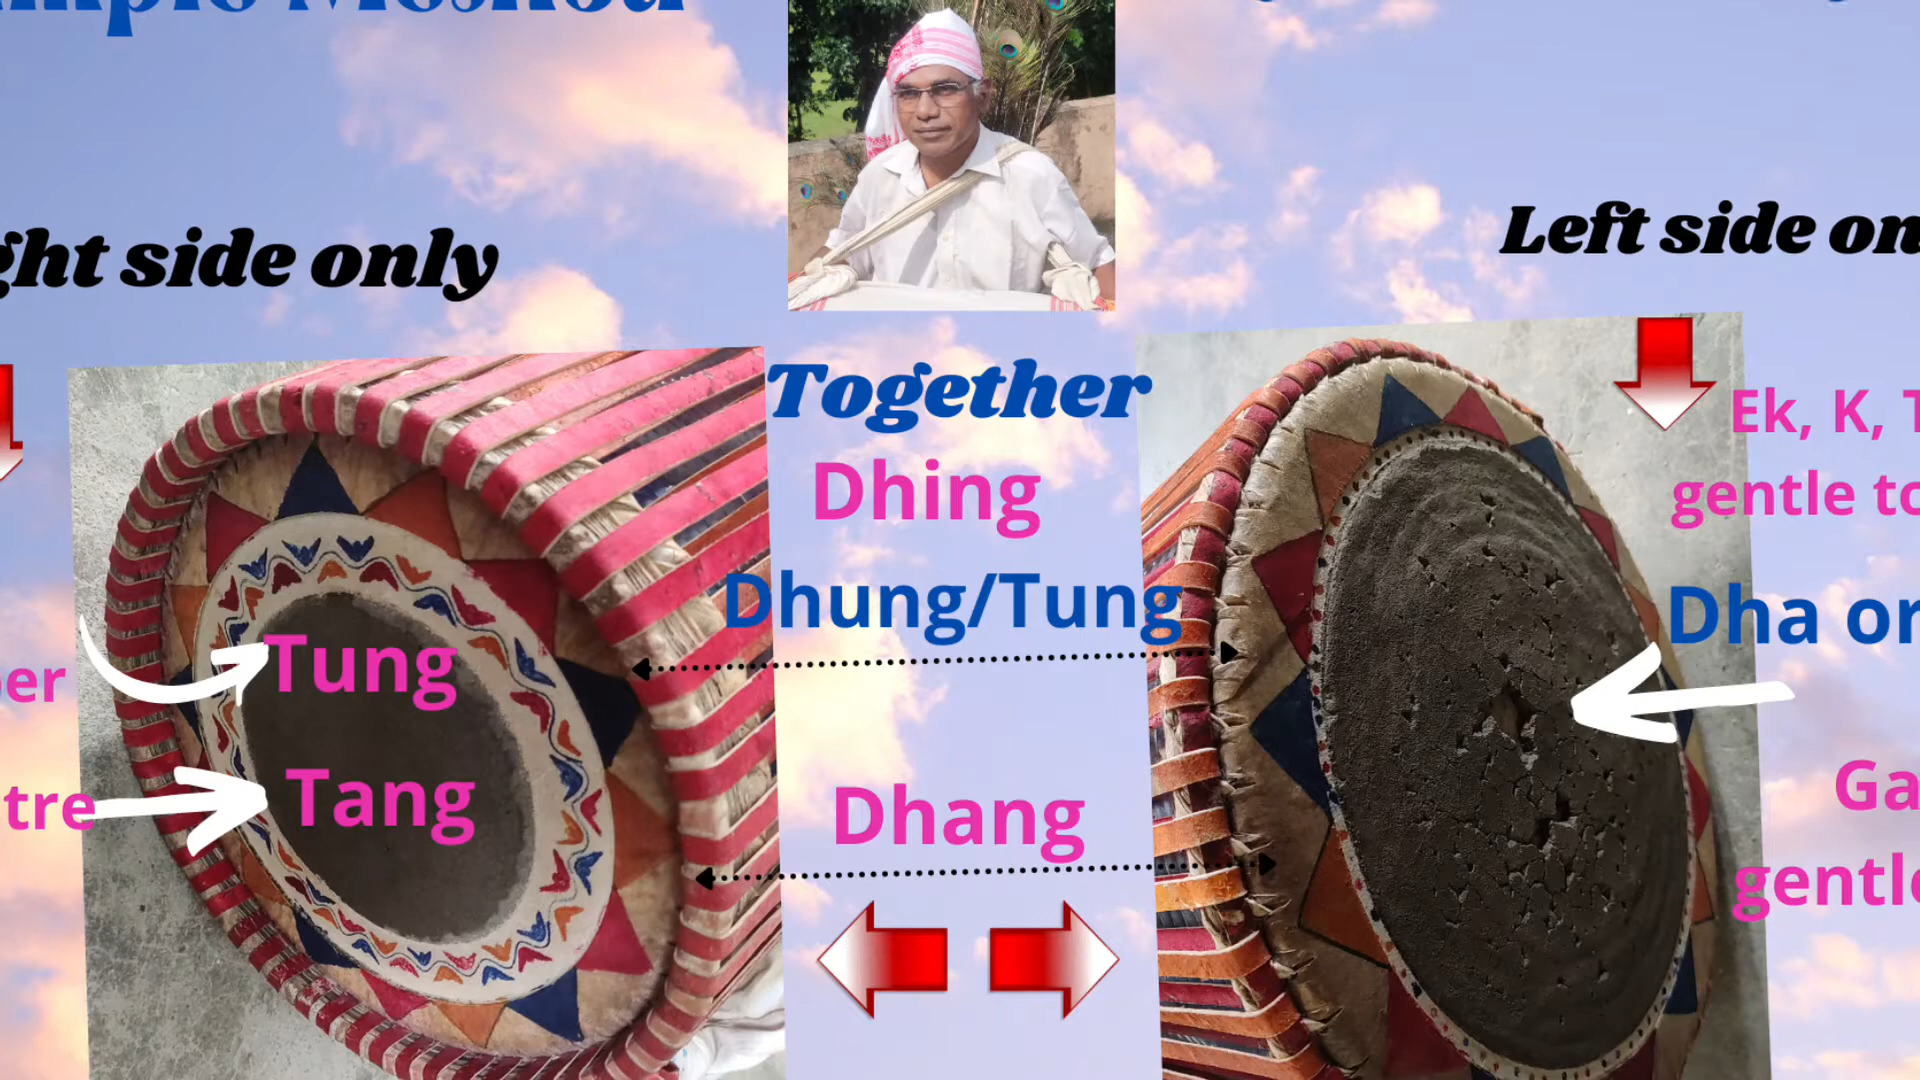 ght side only
Left side on
Together
Dhing
Dhung/Tung
Dhang
Tung
Tang
er
tre
Ek, K, T
gentle to
Dha or
Ga
gentle